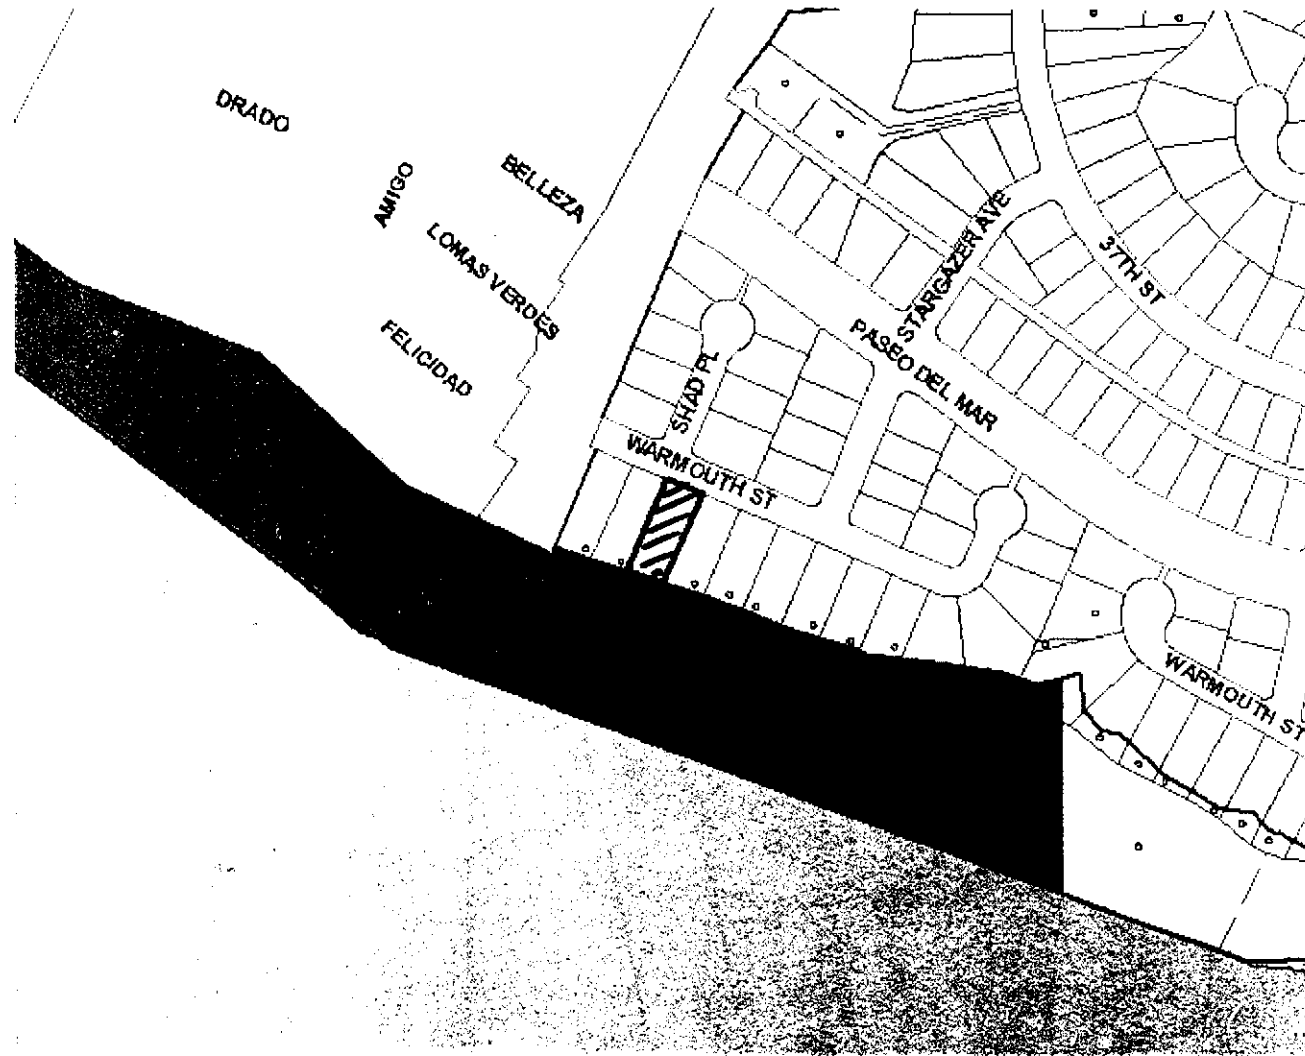 DRADO
AMIGO
BELLEZA
LOMAS VERDES
FELICIDAD
STARGAZER AVE
37TH ST
PASEO DEL MAR
SHAD PL
WARMOUTH ST
WARMOUTH ST